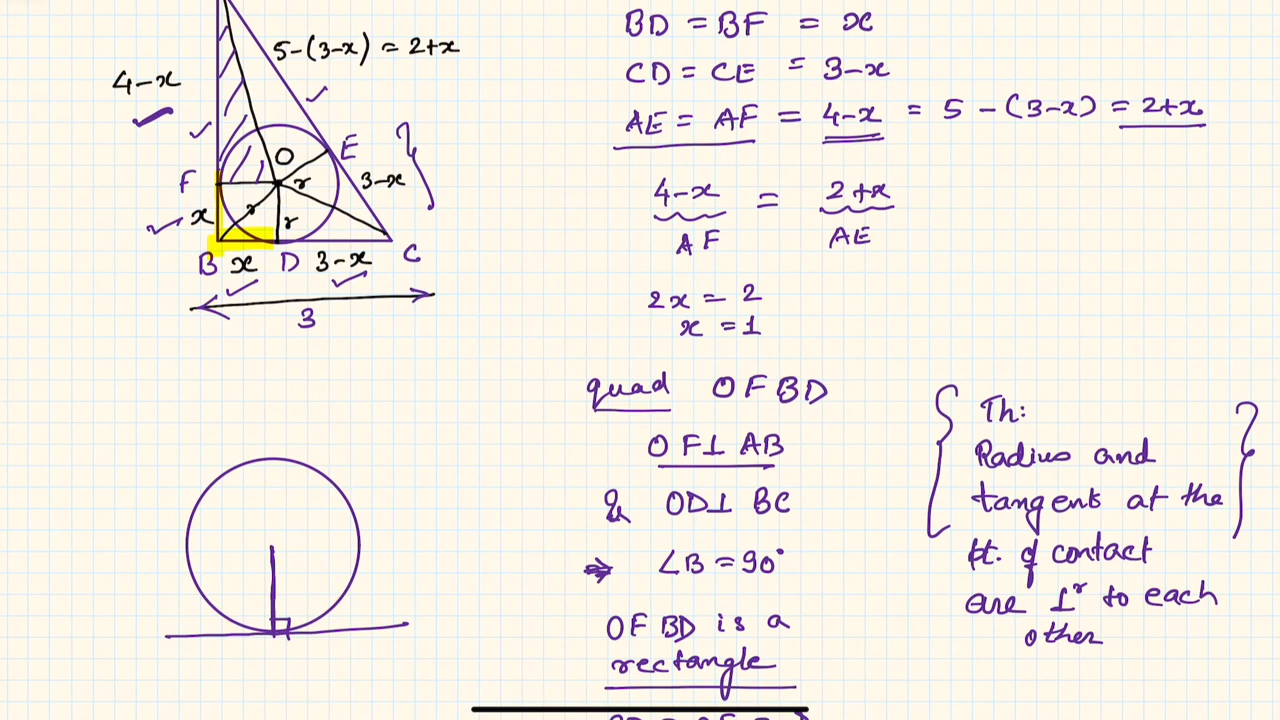 5-(3-x) = 2+x
4-x
O
E
F
r
3-x
x
r
r
B
x
D
3-x
C
3
BD = BF = x
CD = CE = 3-x
AE = AF = 4-x = 5 - (3-x) = 2+x
4-x = 2+x
AF AE
2x = 2
x = 1
quad OFBD
OF⊥ AB
& OD⊥ BC
⇒ ∠B = 90°
OFBD is a
rectangle
Th:
Radius and
tangents at the
pt. of contact
are ⊥ʳ to each
other